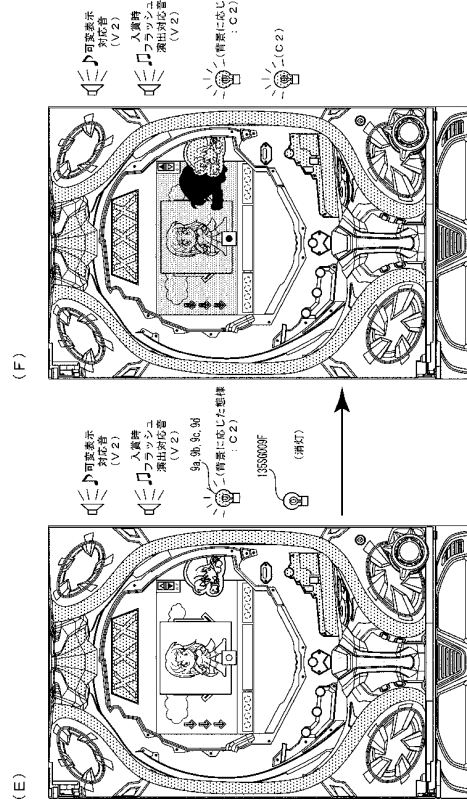 (E)
♪可変表示
対応音
(V2)
入賞時
♫フラッシュ
演出対応音
(V2)
9a, 9b, 9c, 9d
(背景に応じた態様
:C2)
135SG009F
(消灯)
(F)
♪可変表示
対応音
(V2)
入賞時
♫フラッシュ
演出対応音
(V2)
(背景に応じ
:C2)
(C2)